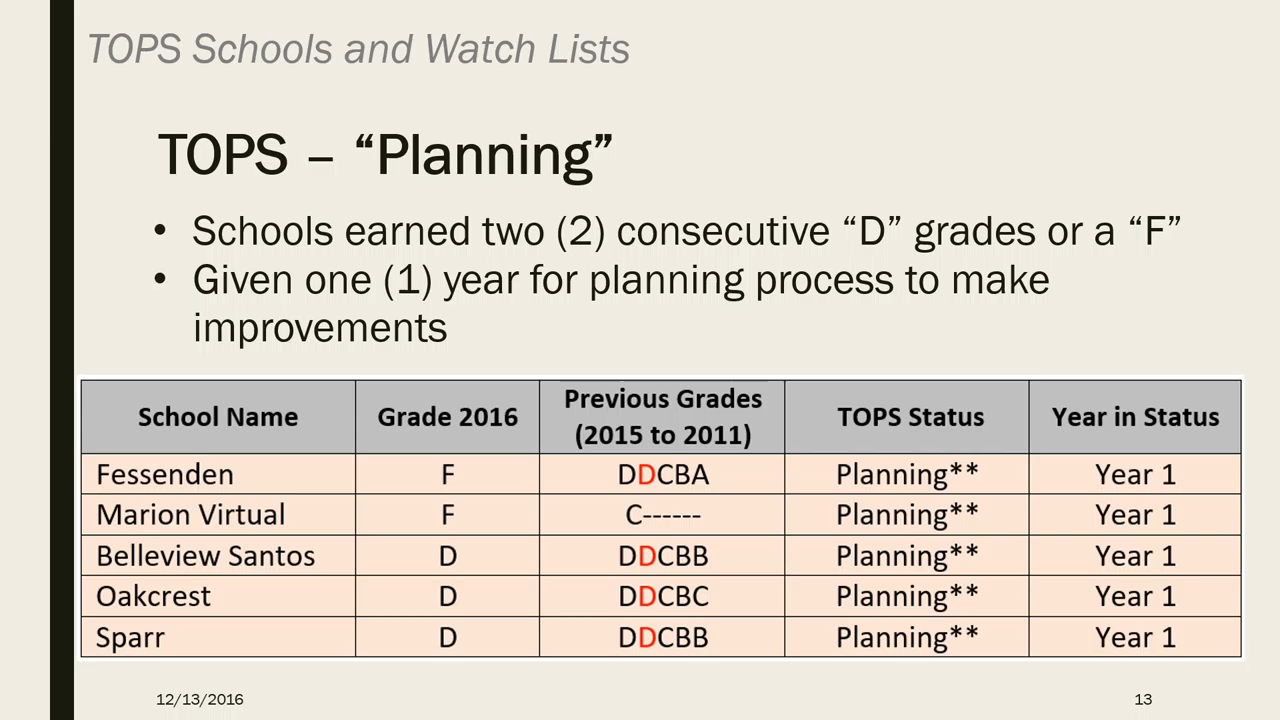 TOPS Schools and Watch Lists
TOPS – “Planning”
• Schools earned two (2) consecutive “D” grades or a “F”
• Given one (1) year for planning process to make
improvements
School Name Grade 2016 Previous Grades (2015 to 2011) TOPS Status Year in Status
Fessenden F DDCBA Planning** Year 1
Marion Virtual F C------ Planning** Year 1
Belleview Santos D DDCBB Planning** Year 1
Oakcrest D DDCBC Planning** Year 1
Sparr D DDCBB Planning** Year 1
12/13/2016 13